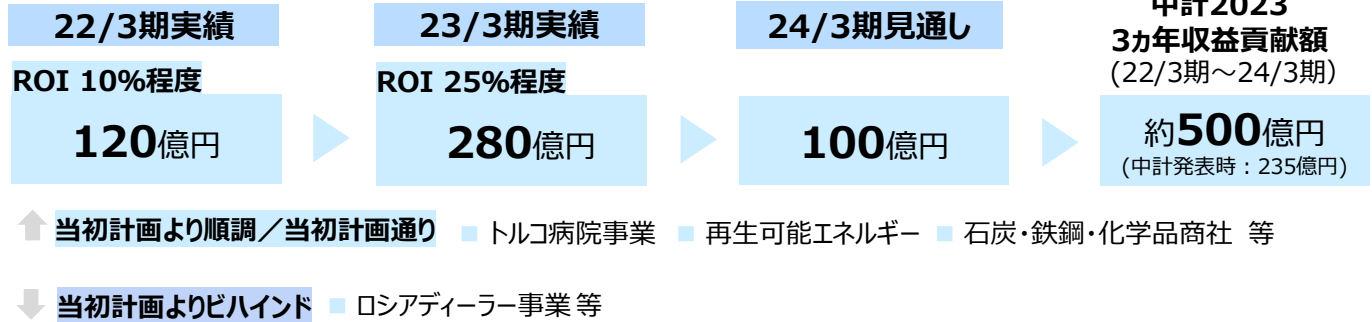 22/3期実績
23/3期実績
24/3期見通し
中計2023
3ヵ年収益貢献額
(22/3期～24/3期)
ROI 10%程度
ROI 25%程度
120億円
280億円
100億円
約500億円
(中計発表時：235億円)
当初計画より順調／当初計画通り
トルコ病院事業
再生可能エネルギー
石炭・鉄鋼・化学品商社 等
当初計画よりビハインド
ロシアディーラー事業 等